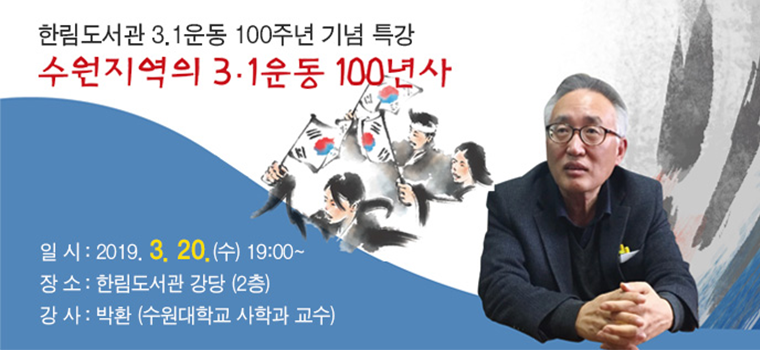 한림도서관 3.1운동 100주년 기념 특강
수원지역의 3·1운동 100년사
일 시 : 2019. 3. 20.(수) 19:00~
장 소 : 한림도서관 강당 (2층)
강 사 : 박환 (수원대학교 사학과 교수)